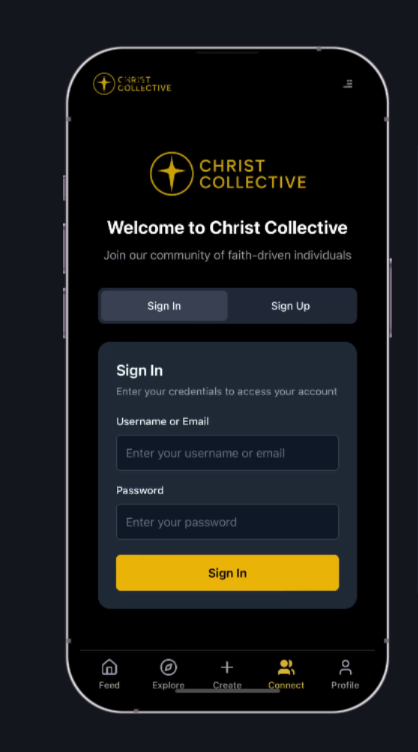 CHRIST
COLLECTIVE
CHRIST
COLLECTIVE
Welcome to Christ Collective
Join our community of faith-driven individuals
Sign In
Sign Up
Sign In
Enter your credentials to access your account
Username or Email
Enter your username or email
Password
Enter your password
Sign In
Feed
Explore
Create
Connect
Profile